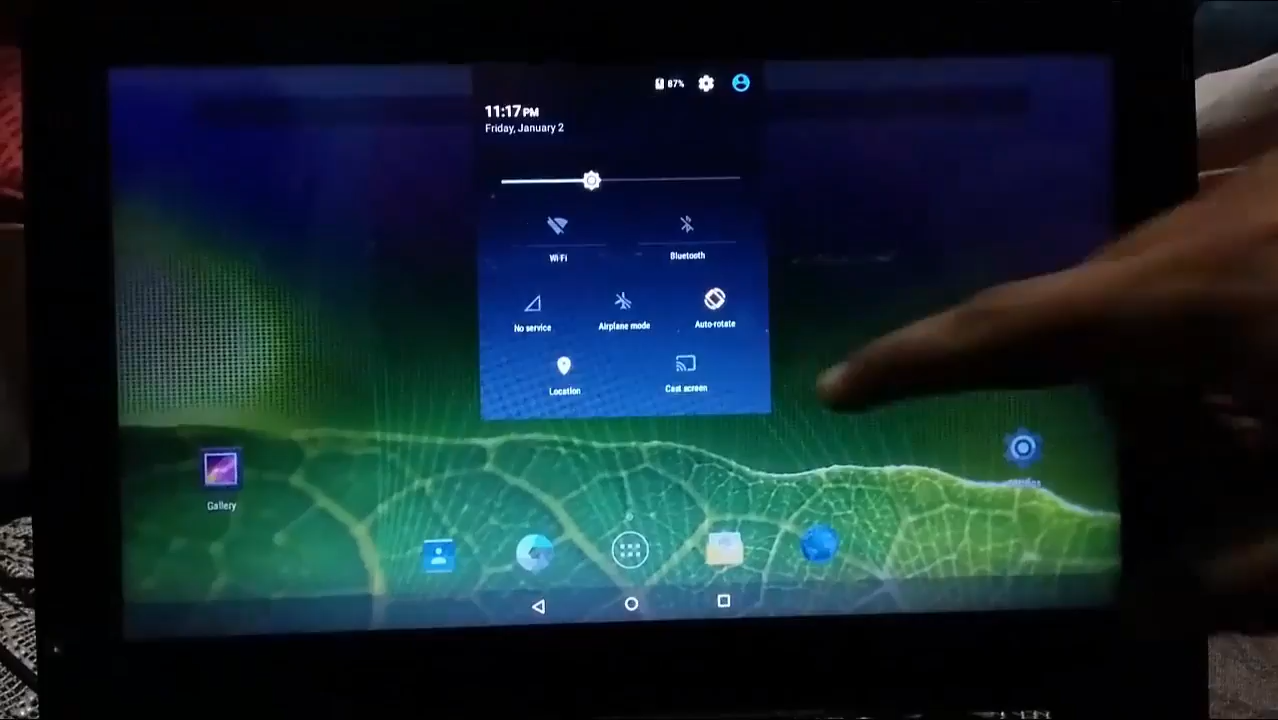 87%
11:17 PM
Friday, January 2
Wi-Fi
Bluetooth
No service
Airplane mode
Auto-rotate
Location
Cast screen
Gallery